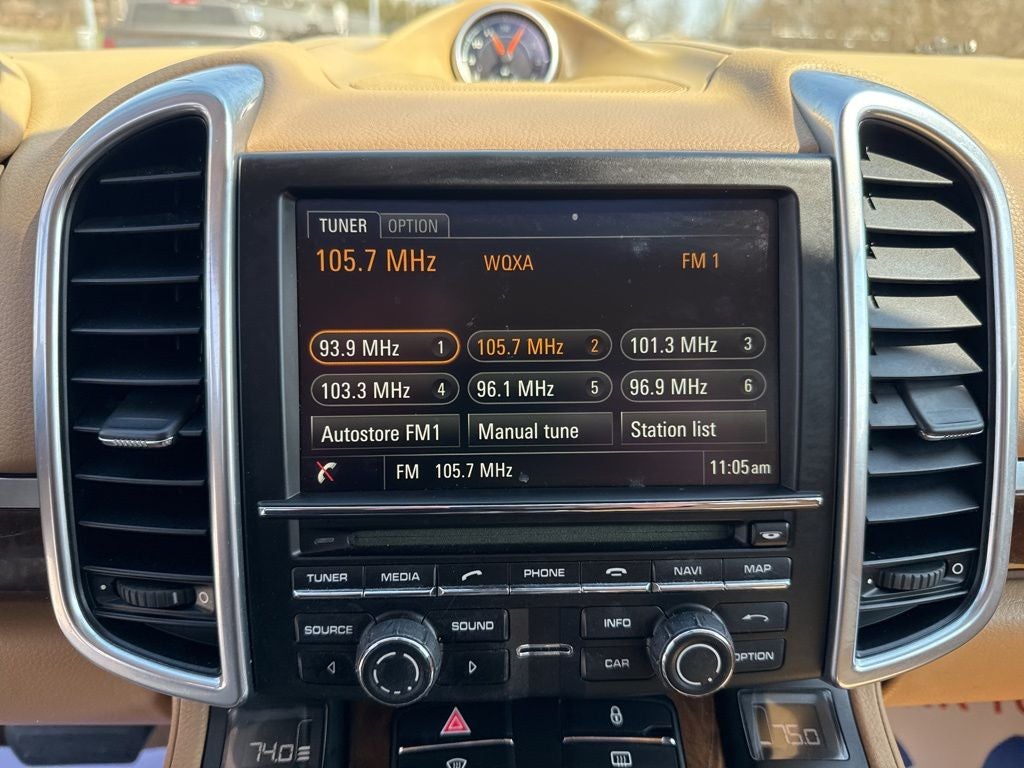 TUNER OPTION
105.7 MHz WQXA FM 1
93.9 MHz 1 105.7 MHz 2 101.3 MHz 3
103.3 MHz 4 96.1 MHz 5 96.9 MHz 6
Autostore FM1 Manual tune Station list
FM 105.7 MHz 11:05am
TUNER MEDIA PHONE NAVI MAP
SOURCE SOUND INFO
CAR OPTION
74.0 75.0